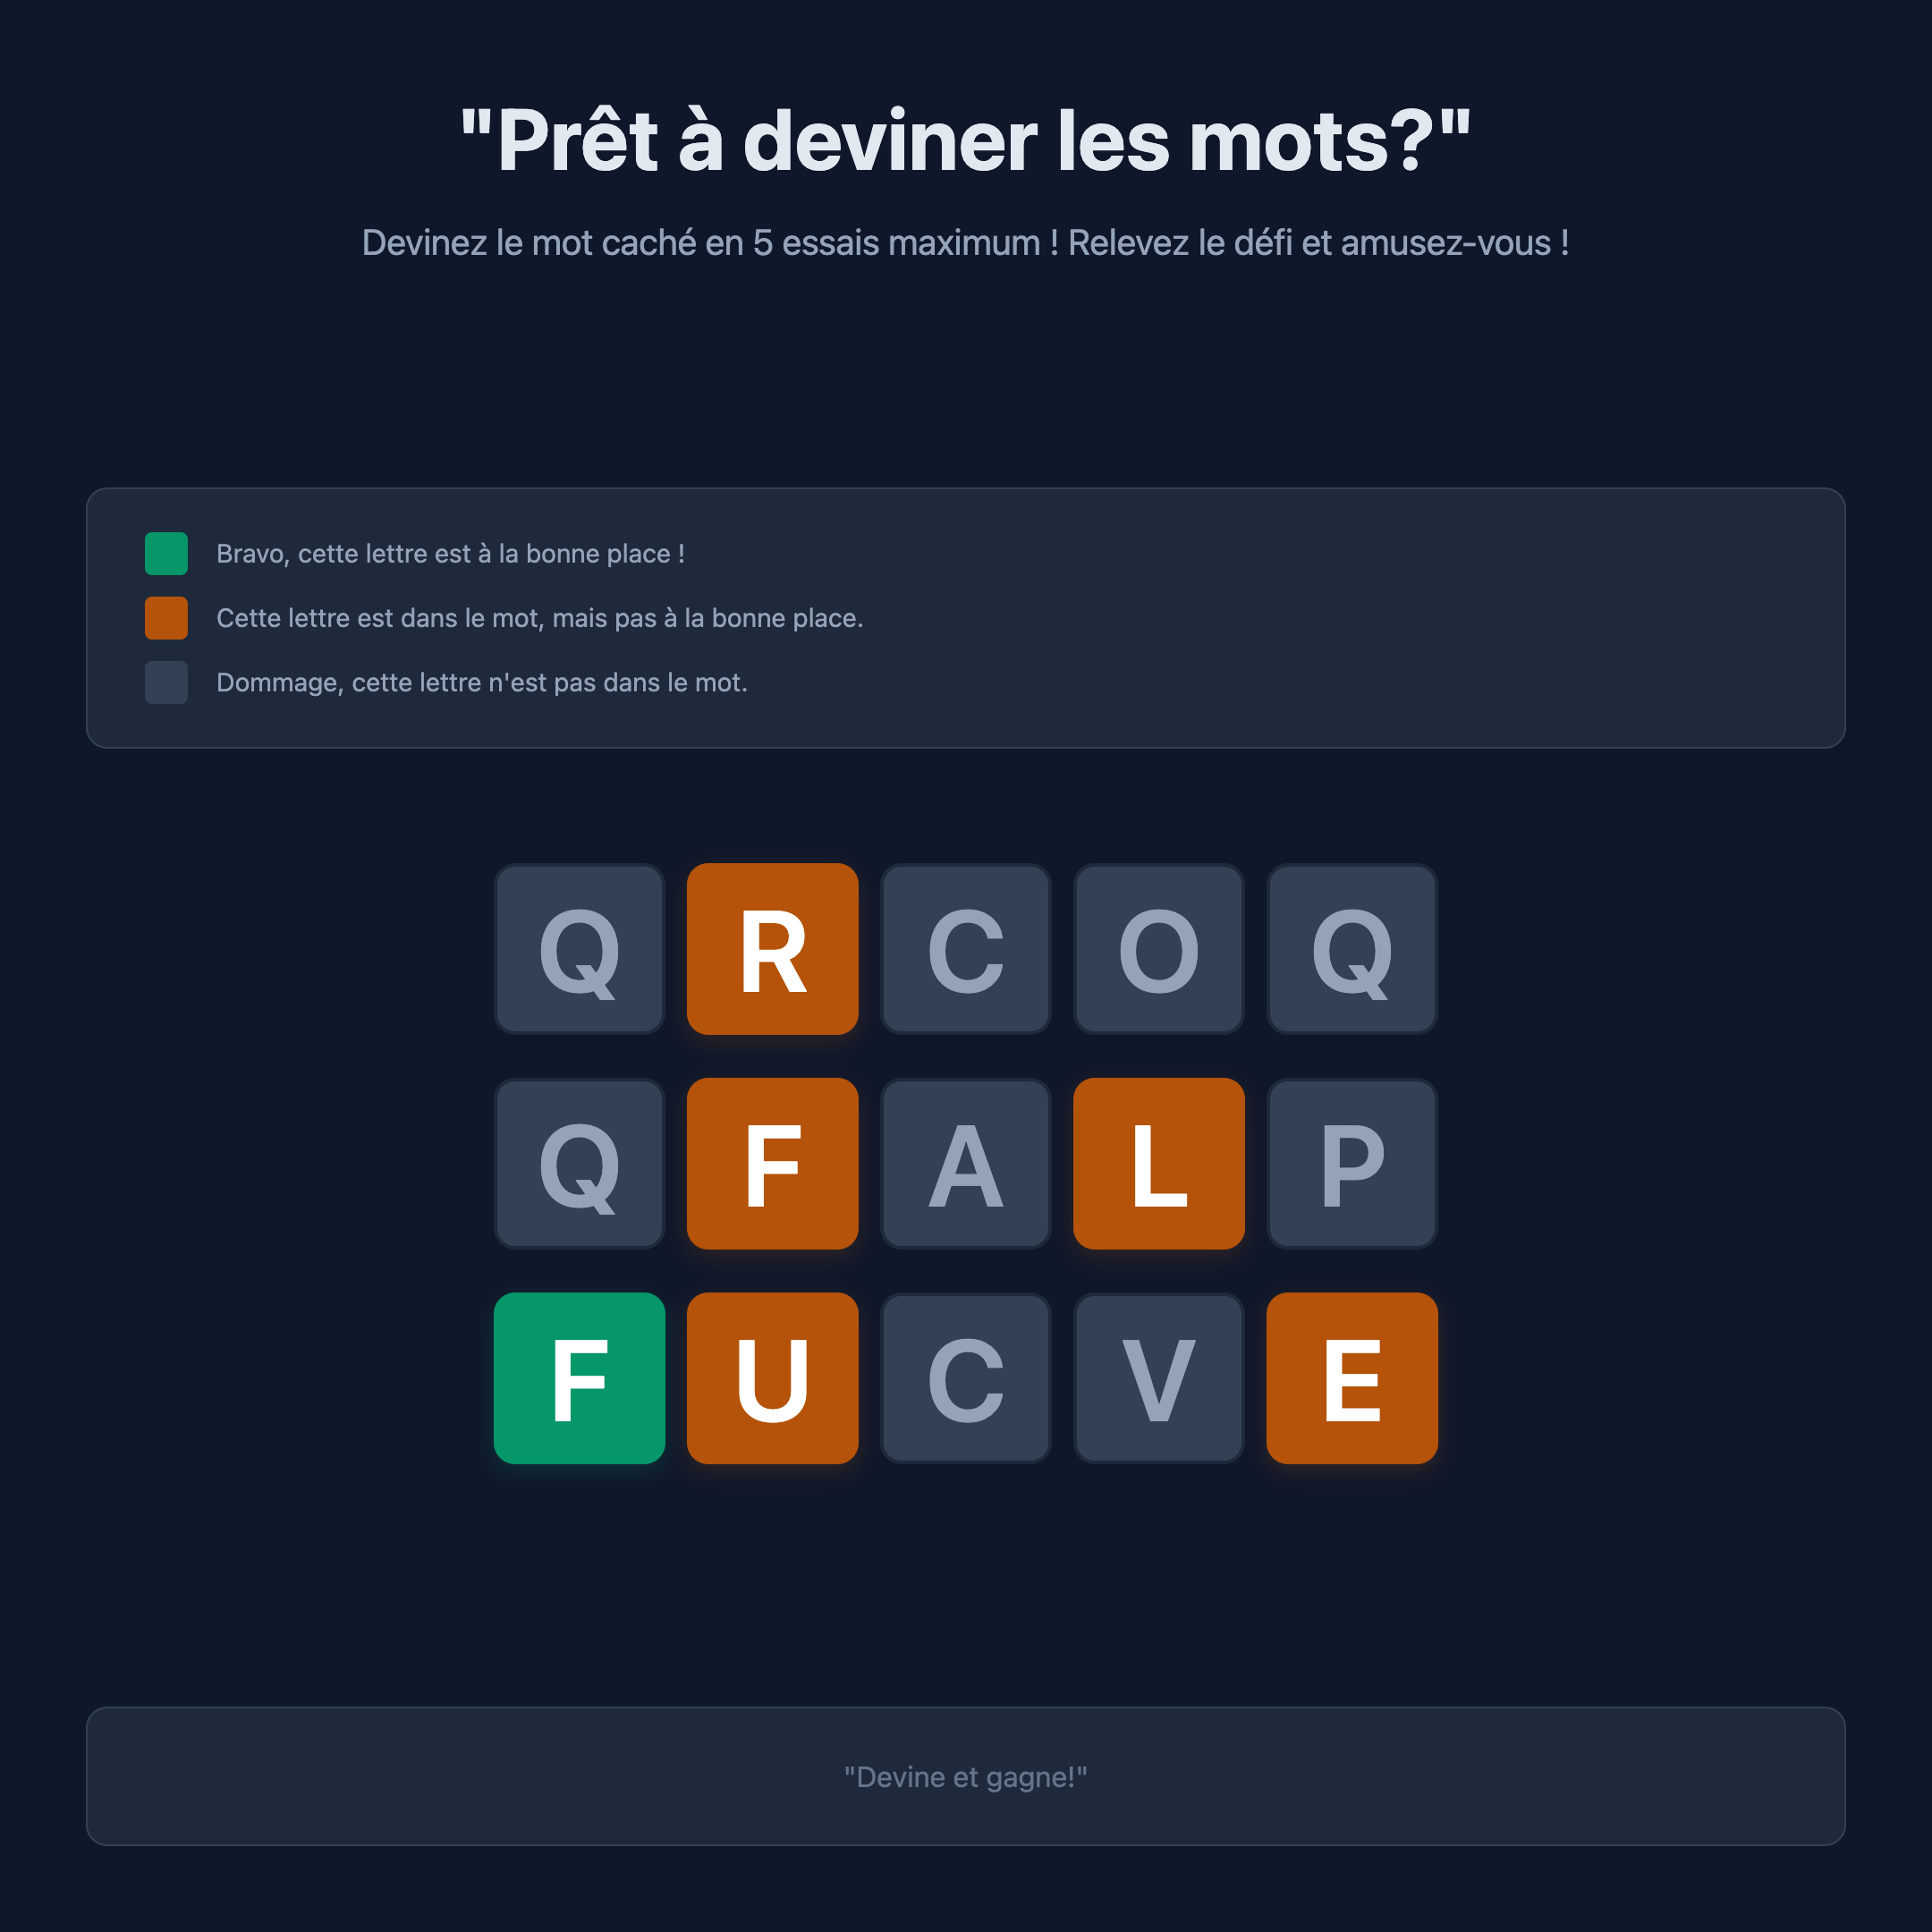 "Prêt à deviner les mots?"
Devinez le mot caché en 5 essais maximum ! Relevez le défi et amusez-vous !
Bravo, cette lettre est à la bonne place !
Cette lettre est dans le mot, mais pas à la bonne place.
Dommage, cette lettre n'est pas dans le mot.
Q R C O Q
Q F A L P
F U C V E
"Devine et gagne!"